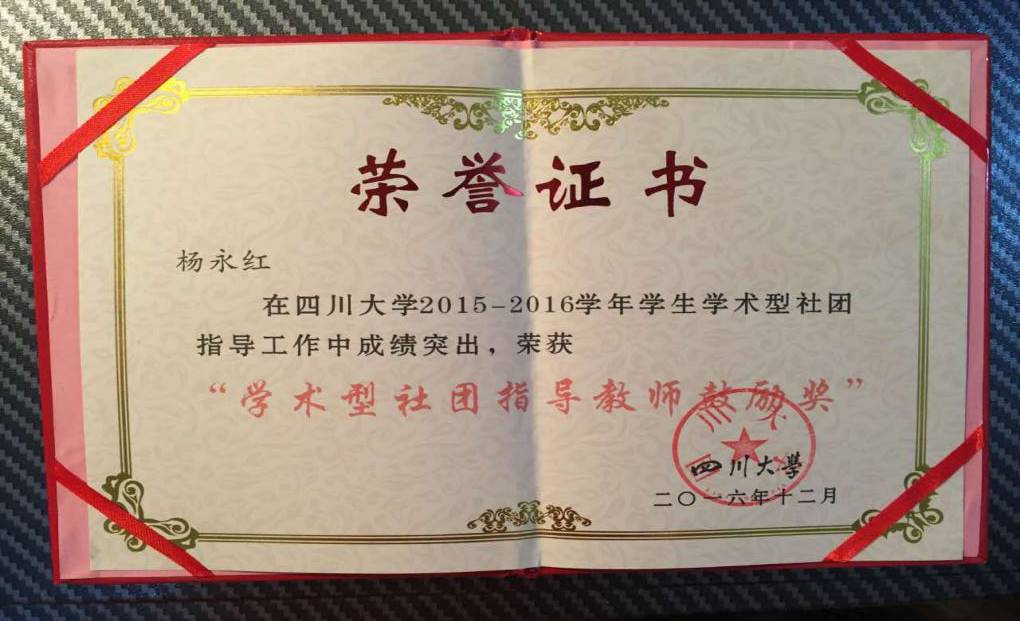 荣誉证书
杨永红
在四川大学2015-2016学年学生学术型社团
指导工作中成绩突出，荣获
“学术型社团指导教师鼓励奖”
四川大学
二〇一六年十二月